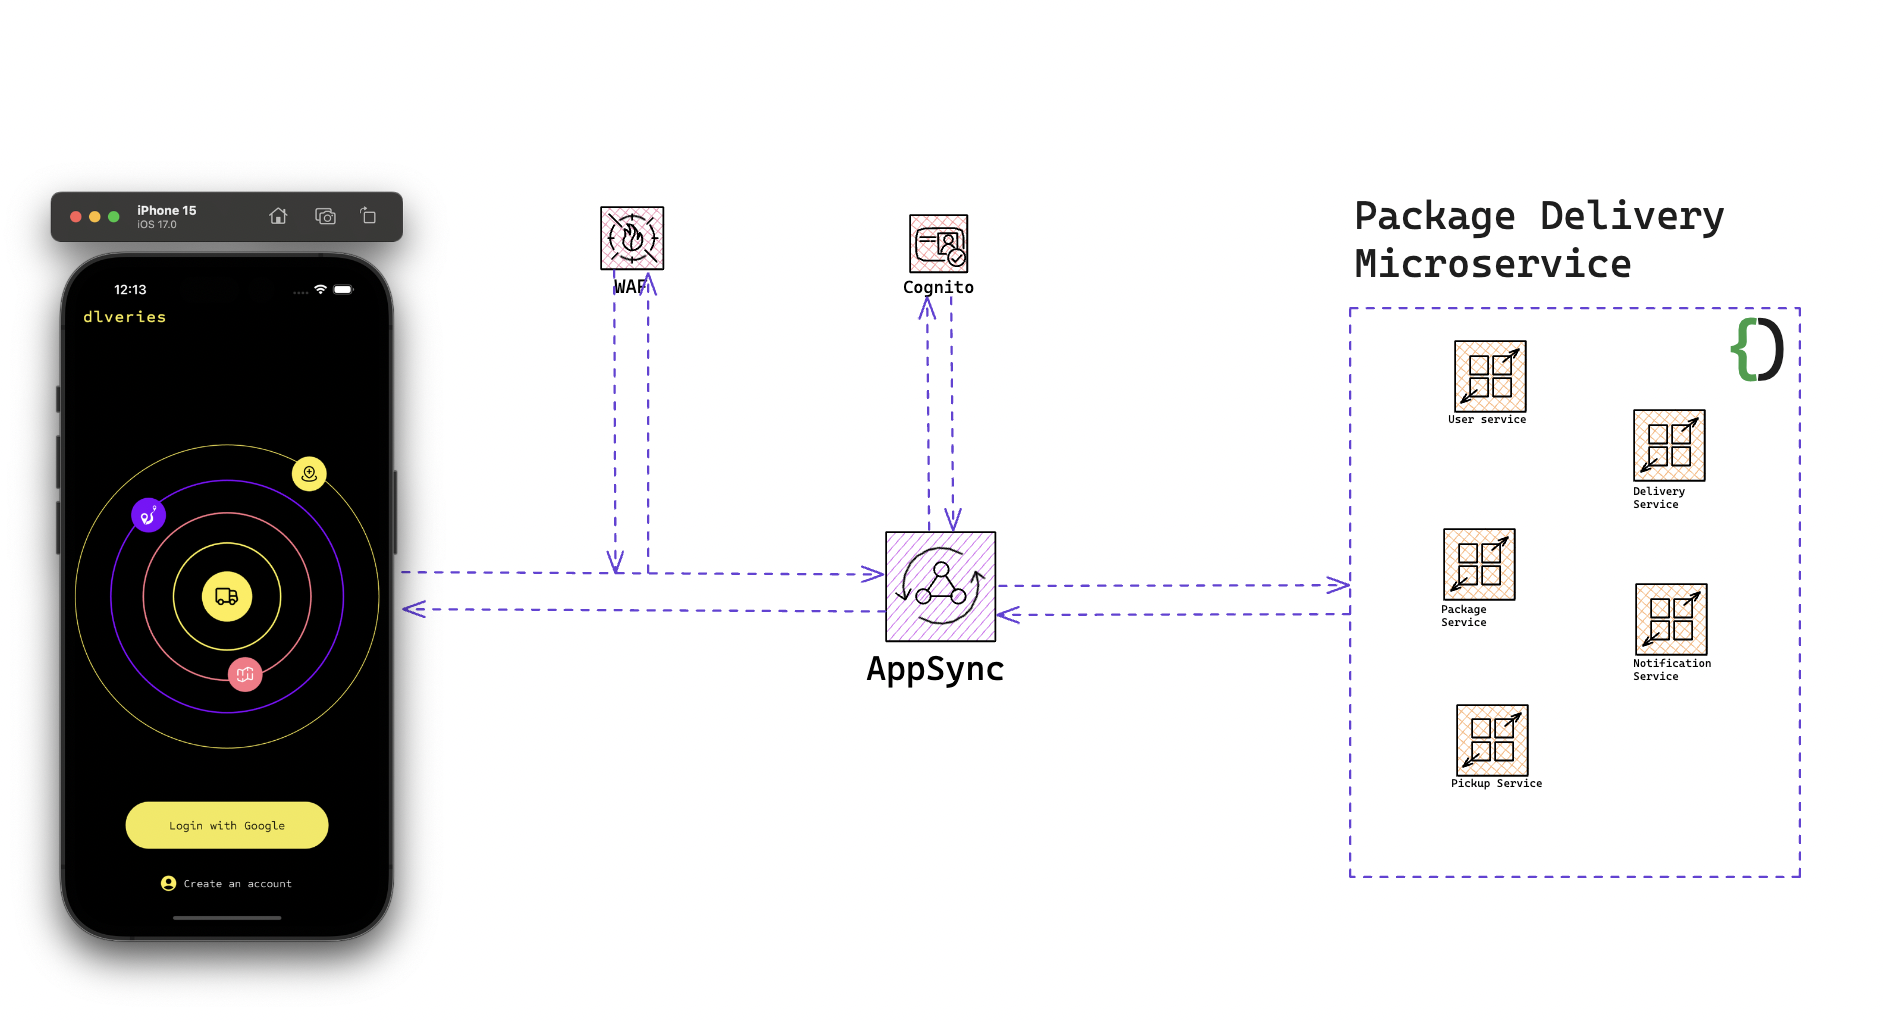 iPhone 15
iOS 17.0
12:13
dlveries
Login with Google
Create an account
WAF
Cognito
AppSync
Package Delivery
Microservice
User service
Delivery
Service
Package
Service
Notification
Service
Pickup Service